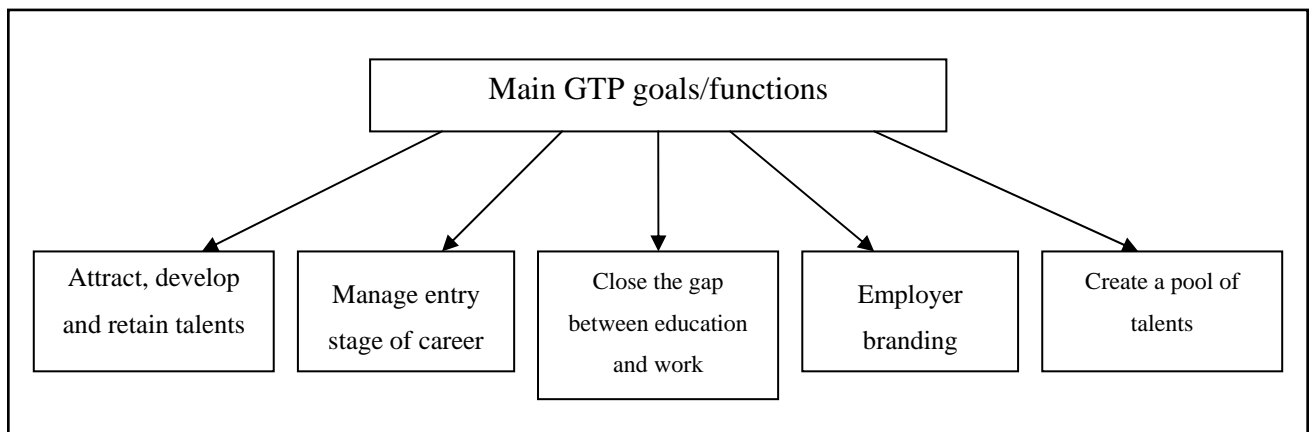 Main GTP goals/functions
Attract, develop
and retain talents
Manage entry
stage of career
Close the gap
between education
and work
Employer
branding
Create a pool of
talents